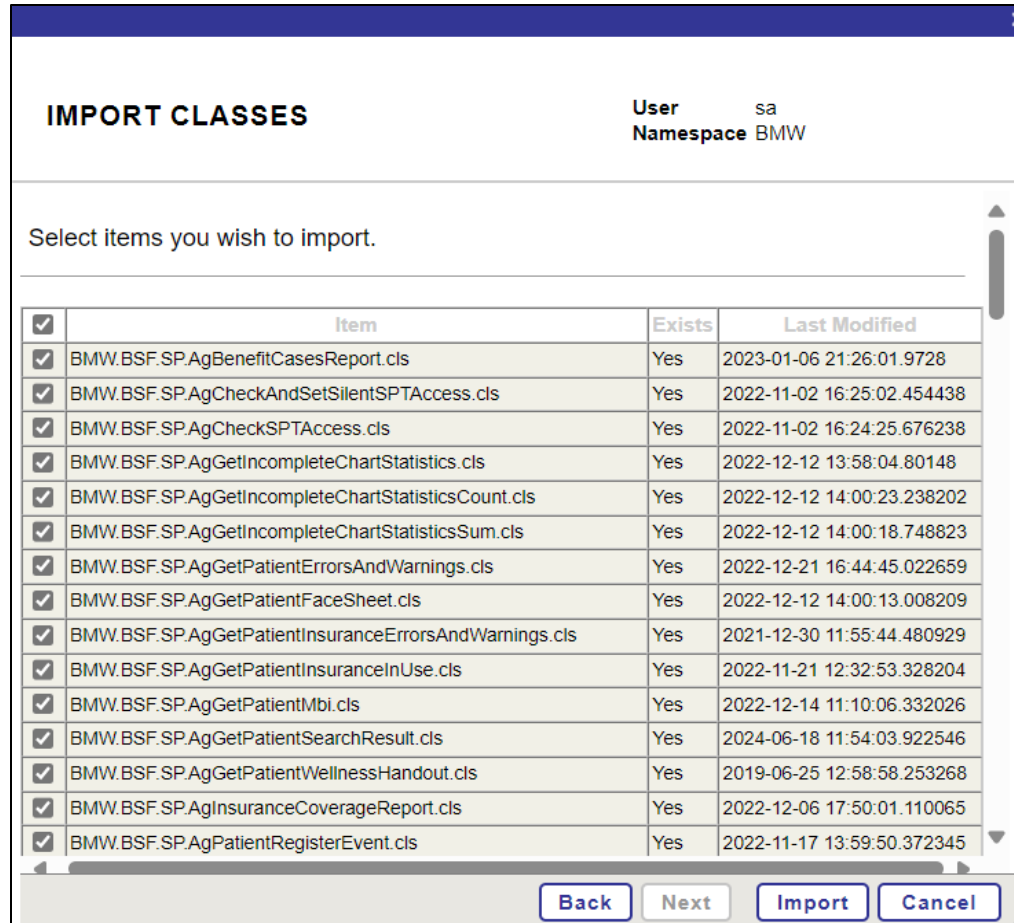 IMPORT CLASSES
User sa
Namespace BMW
Select items you wish to import.
Item Exists Last Modified
BMW.BSF.SP.AgBenefitCasesReport.cls Yes 2023-01-06 21:26:01.9728
BMW.BSF.SP.AgCheckAndSetSilentSPTAccess.cls Yes 2022-11-02 16:25:02.454438
BMW.BSF.SP.AgCheckSPTAccess.cls Yes 2022-11-02 16:24:25.676238
BMW.BSF.SP.AgGetIncompleteChartStatistics.cls Yes 2022-12-12 13:58:04.80148
BMW.BSF.SP.AgGetIncompleteChartStatisticsCount.cls Yes 2022-12-12 14:00:23.238202
BMW.BSF.SP.AgGetIncompleteChartStatisticsSum.cls Yes 2022-12-12 14:00:18.748823
BMW.BSF.SP.AgGetPatientErrorsAndWarnings.cls Yes 2022-12-21 16:44:45.022659
BMW.BSF.SP.AgGetPatientFaceSheet.cls Yes 2022-12-12 14:00:13.008209
BMW.BSF.SP.AgGetPatientInsuranceErrorsAndWarnings.cls Yes 2021-12-30 11:55:44.480929
BMW.BSF.SP.AgGetPatientInsuranceInUse.cls Yes 2022-11-21 12:32:53.328204
BMW.BSF.SP.AgGetPatientMbi.cls Yes 2022-12-14 11:10:06.332026
BMW.BSF.SP.AgGetPatientSearchResult.cls Yes 2024-06-18 11:54:03.922546
BMW.BSF.SP.AgGetPatientWellnessHandout.cls Yes 2019-06-25 12:58:58.253268
BMW.BSF.SP.AgInsuranceCoverageReport.cls Yes 2022-12-06 17:50:01.110065
BMW.BSF.SP.AgPatientRegisterEvent.cls Yes 2022-11-17 13:59:50.372345
Back Next Import Cancel